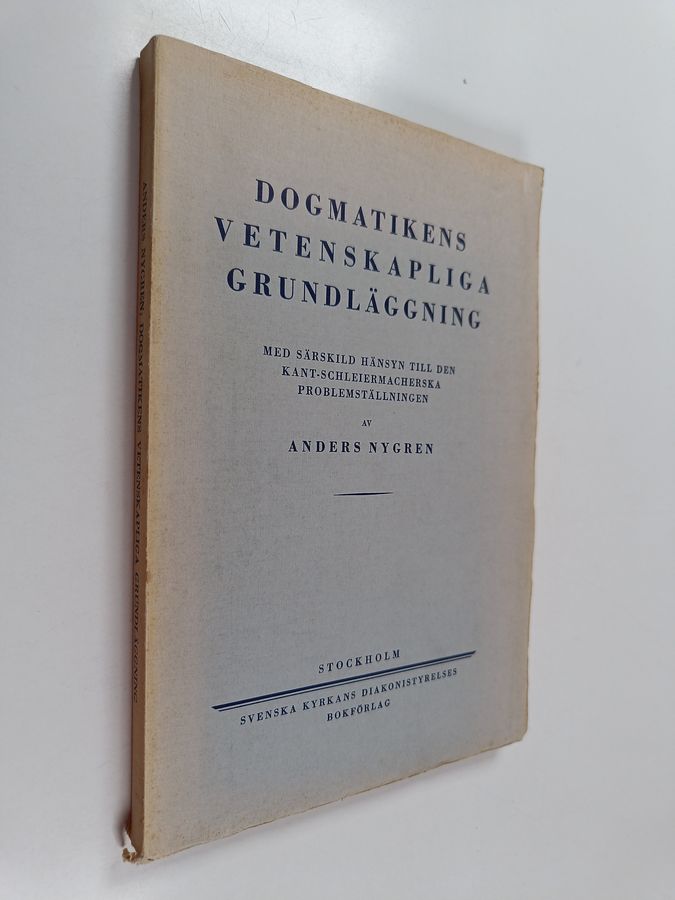 DOGMATIKENS
VETENSKAPLIGA
GRUNDLÄGGNING
MED SÄRSKILD HÄNSYN TILL DEN
KANT-SCHLEIERMACHERSKA
PROBLEMSTÄLLNINGEN
AV
ANDERS NYGREN
STOCKHOLM
SVENSKA KYRKANS DIAKONISTYRELSES
BOKFÖRLAG
ANDERS NYGREN, DOGMATIKENS VETENSKAPLIGA GRUNDLÄGGNING